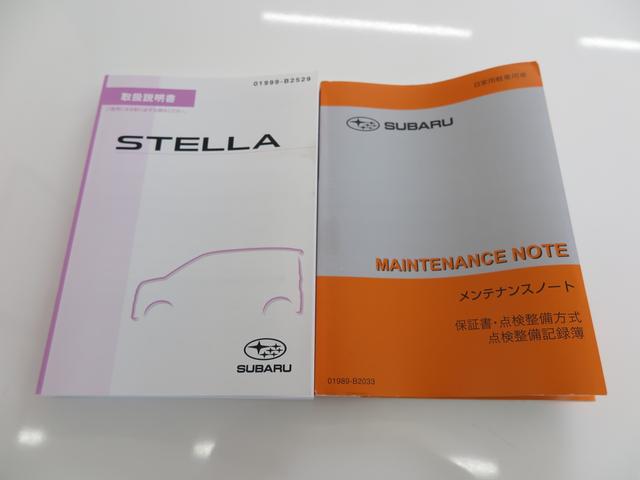 01999-B2529
取扱説明書
STELLA
SUBARU
自家用軽乗用車
SUBARU
MAINTENANCE NOTE
メンテナンスノート
保証書・点検整備方式
点検整備記録簿
01989-B2033